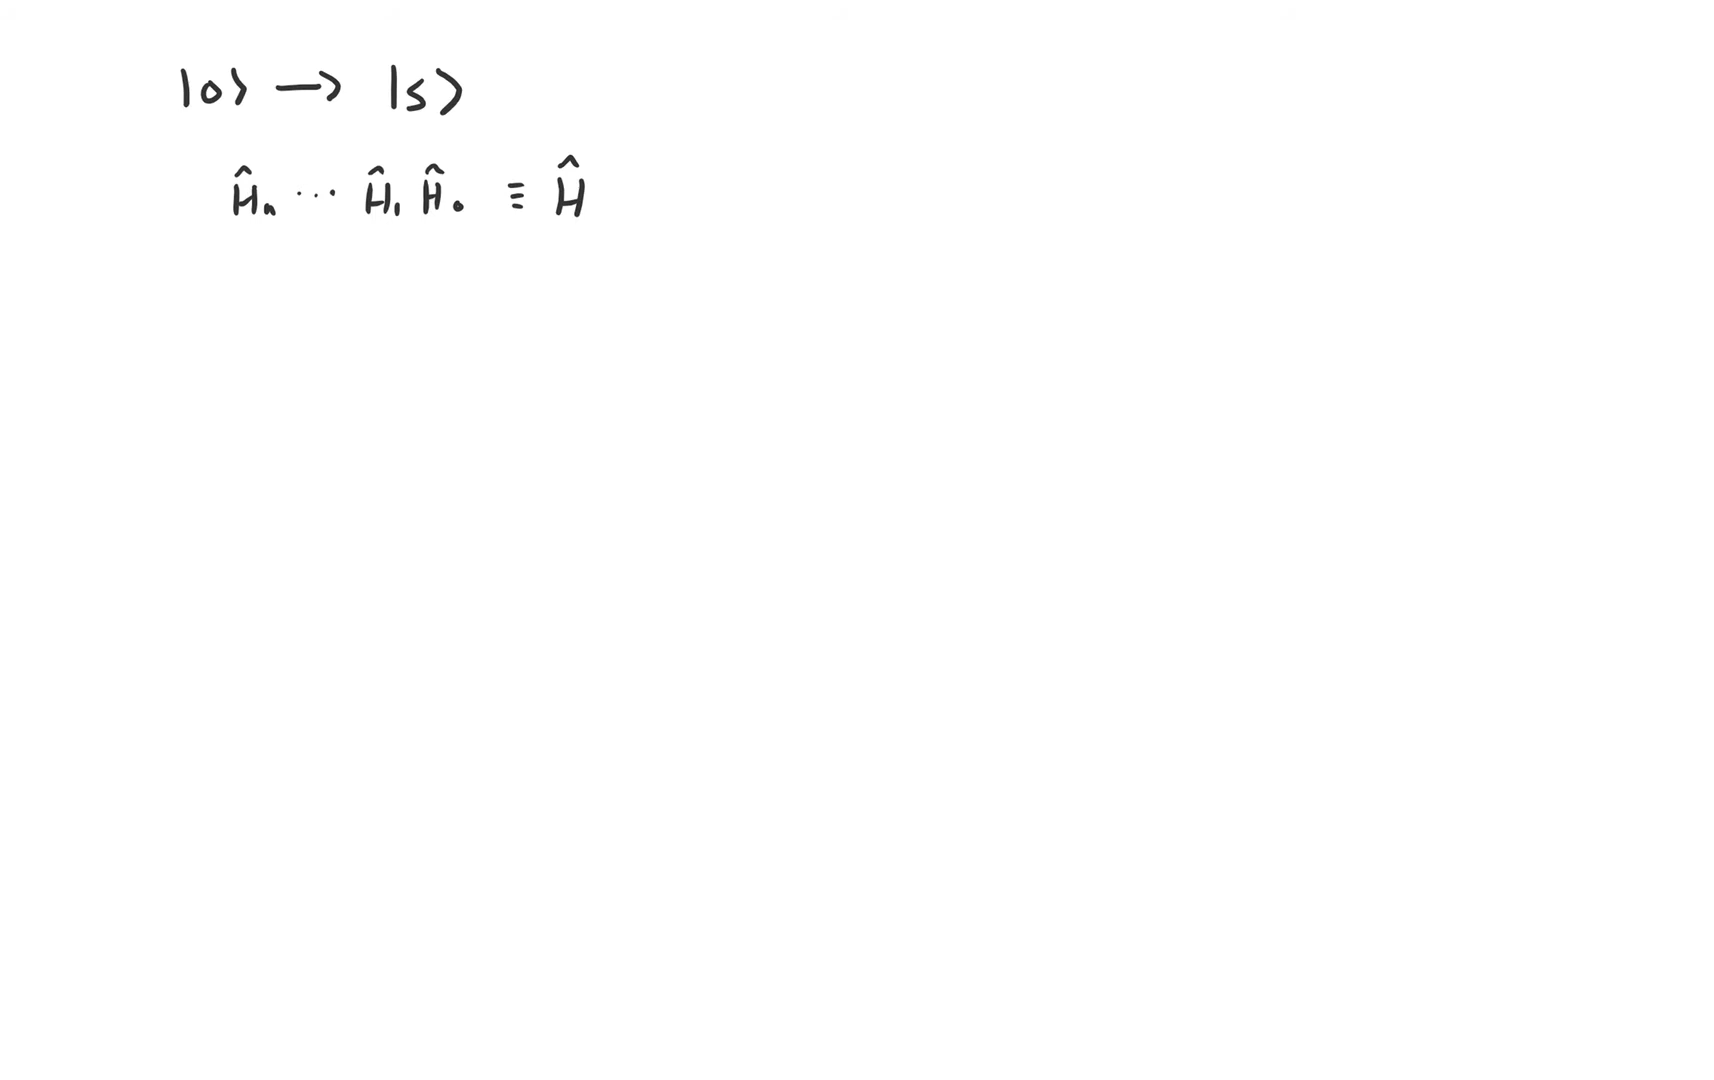 |0⟩ → |s⟩
Ĥₙ ··· Ĥ₁ Ĥ₀ ≡ Ĥ